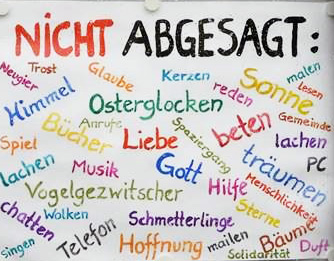 NICHT ABGESAGT:
Neugier
Trost
Glaube
Kerzen
malen
lesen
Himmel
Osterglocken
reden
Sonne
Bücher
Anrufe
Spaziergang
Gemeinde
Spiel
Liebe
beten
lachen
lachen
Musik
Gott
träumen
PC
Vogelgezwitscher
Hilfe
Menschlichkeit
chatten
Wolken
Schmetterlinge
Sterne
singen
Telefon
Hoffnung
mailen
Bäume
Solidarität
Duft